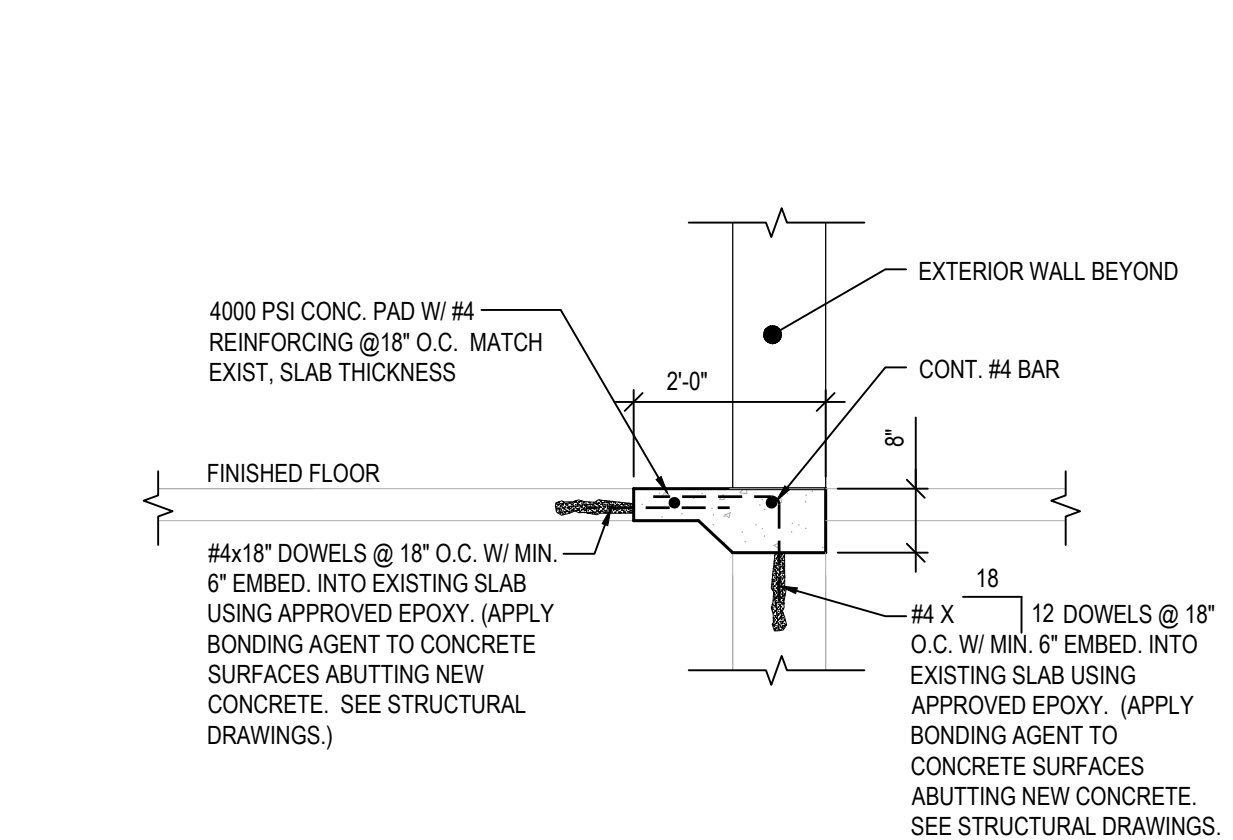 EXTERIOR WALL BEYOND
4000 PSI CONC. PAD W/ #4
REINFORCING @18" O.C.  MATCH
EXIST, SLAB THICKNESS
CONT. #4 BAR
2'-0"
8"
FINISHED FLOOR
#4x18" DOWELS @ 18" O.C. W/ MIN.
6" EMBED. INTO EXISTING SLAB
USING APPROVED EPOXY. (APPLY
BONDING AGENT TO CONCRETE
SURFACES ABUTTING NEW
CONCRETE.  SEE STRUCTURAL
DRAWINGS.)
18
#4 X 12 DOWELS @ 18"
O.C. W/ MIN. 6" EMBED. INTO
EXISTING SLAB USING
APPROVED EPOXY.  (APPLY
BONDING AGENT TO
CONCRETE SURFACES
ABUTTING NEW CONCRETE.
SEE STRUCTURAL DRAWINGS.